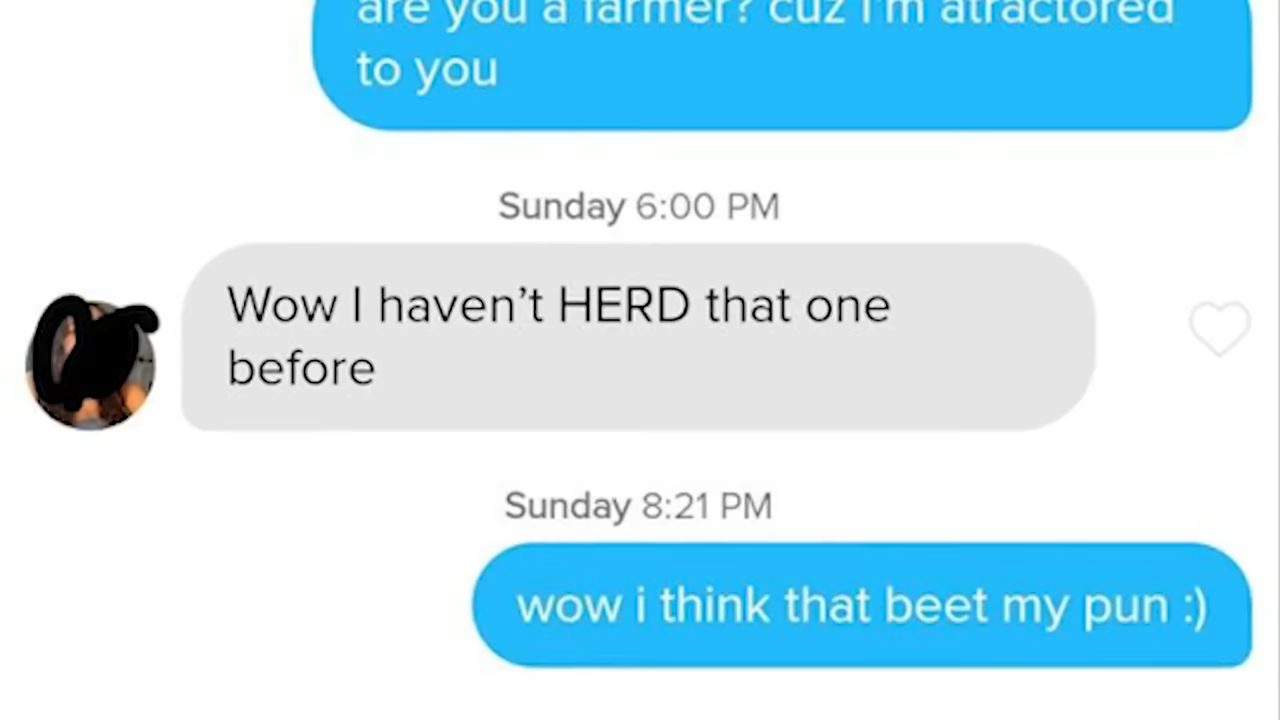 are you a farmer? cuz i'm atractored
to you
Sunday 6:00 PM
Wow I haven't HERD that one
before
Sunday 8:21 PM
wow i think that beet my pun :)